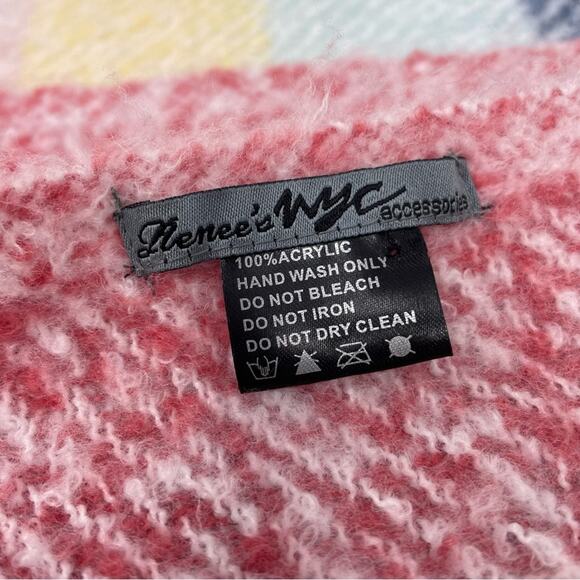 Renee's NYC accessories
100%ACRYLIC
HAND WASH ONLY
DO NOT BLEACH
DO NOT IRON
DO NOT DRY CLEAN